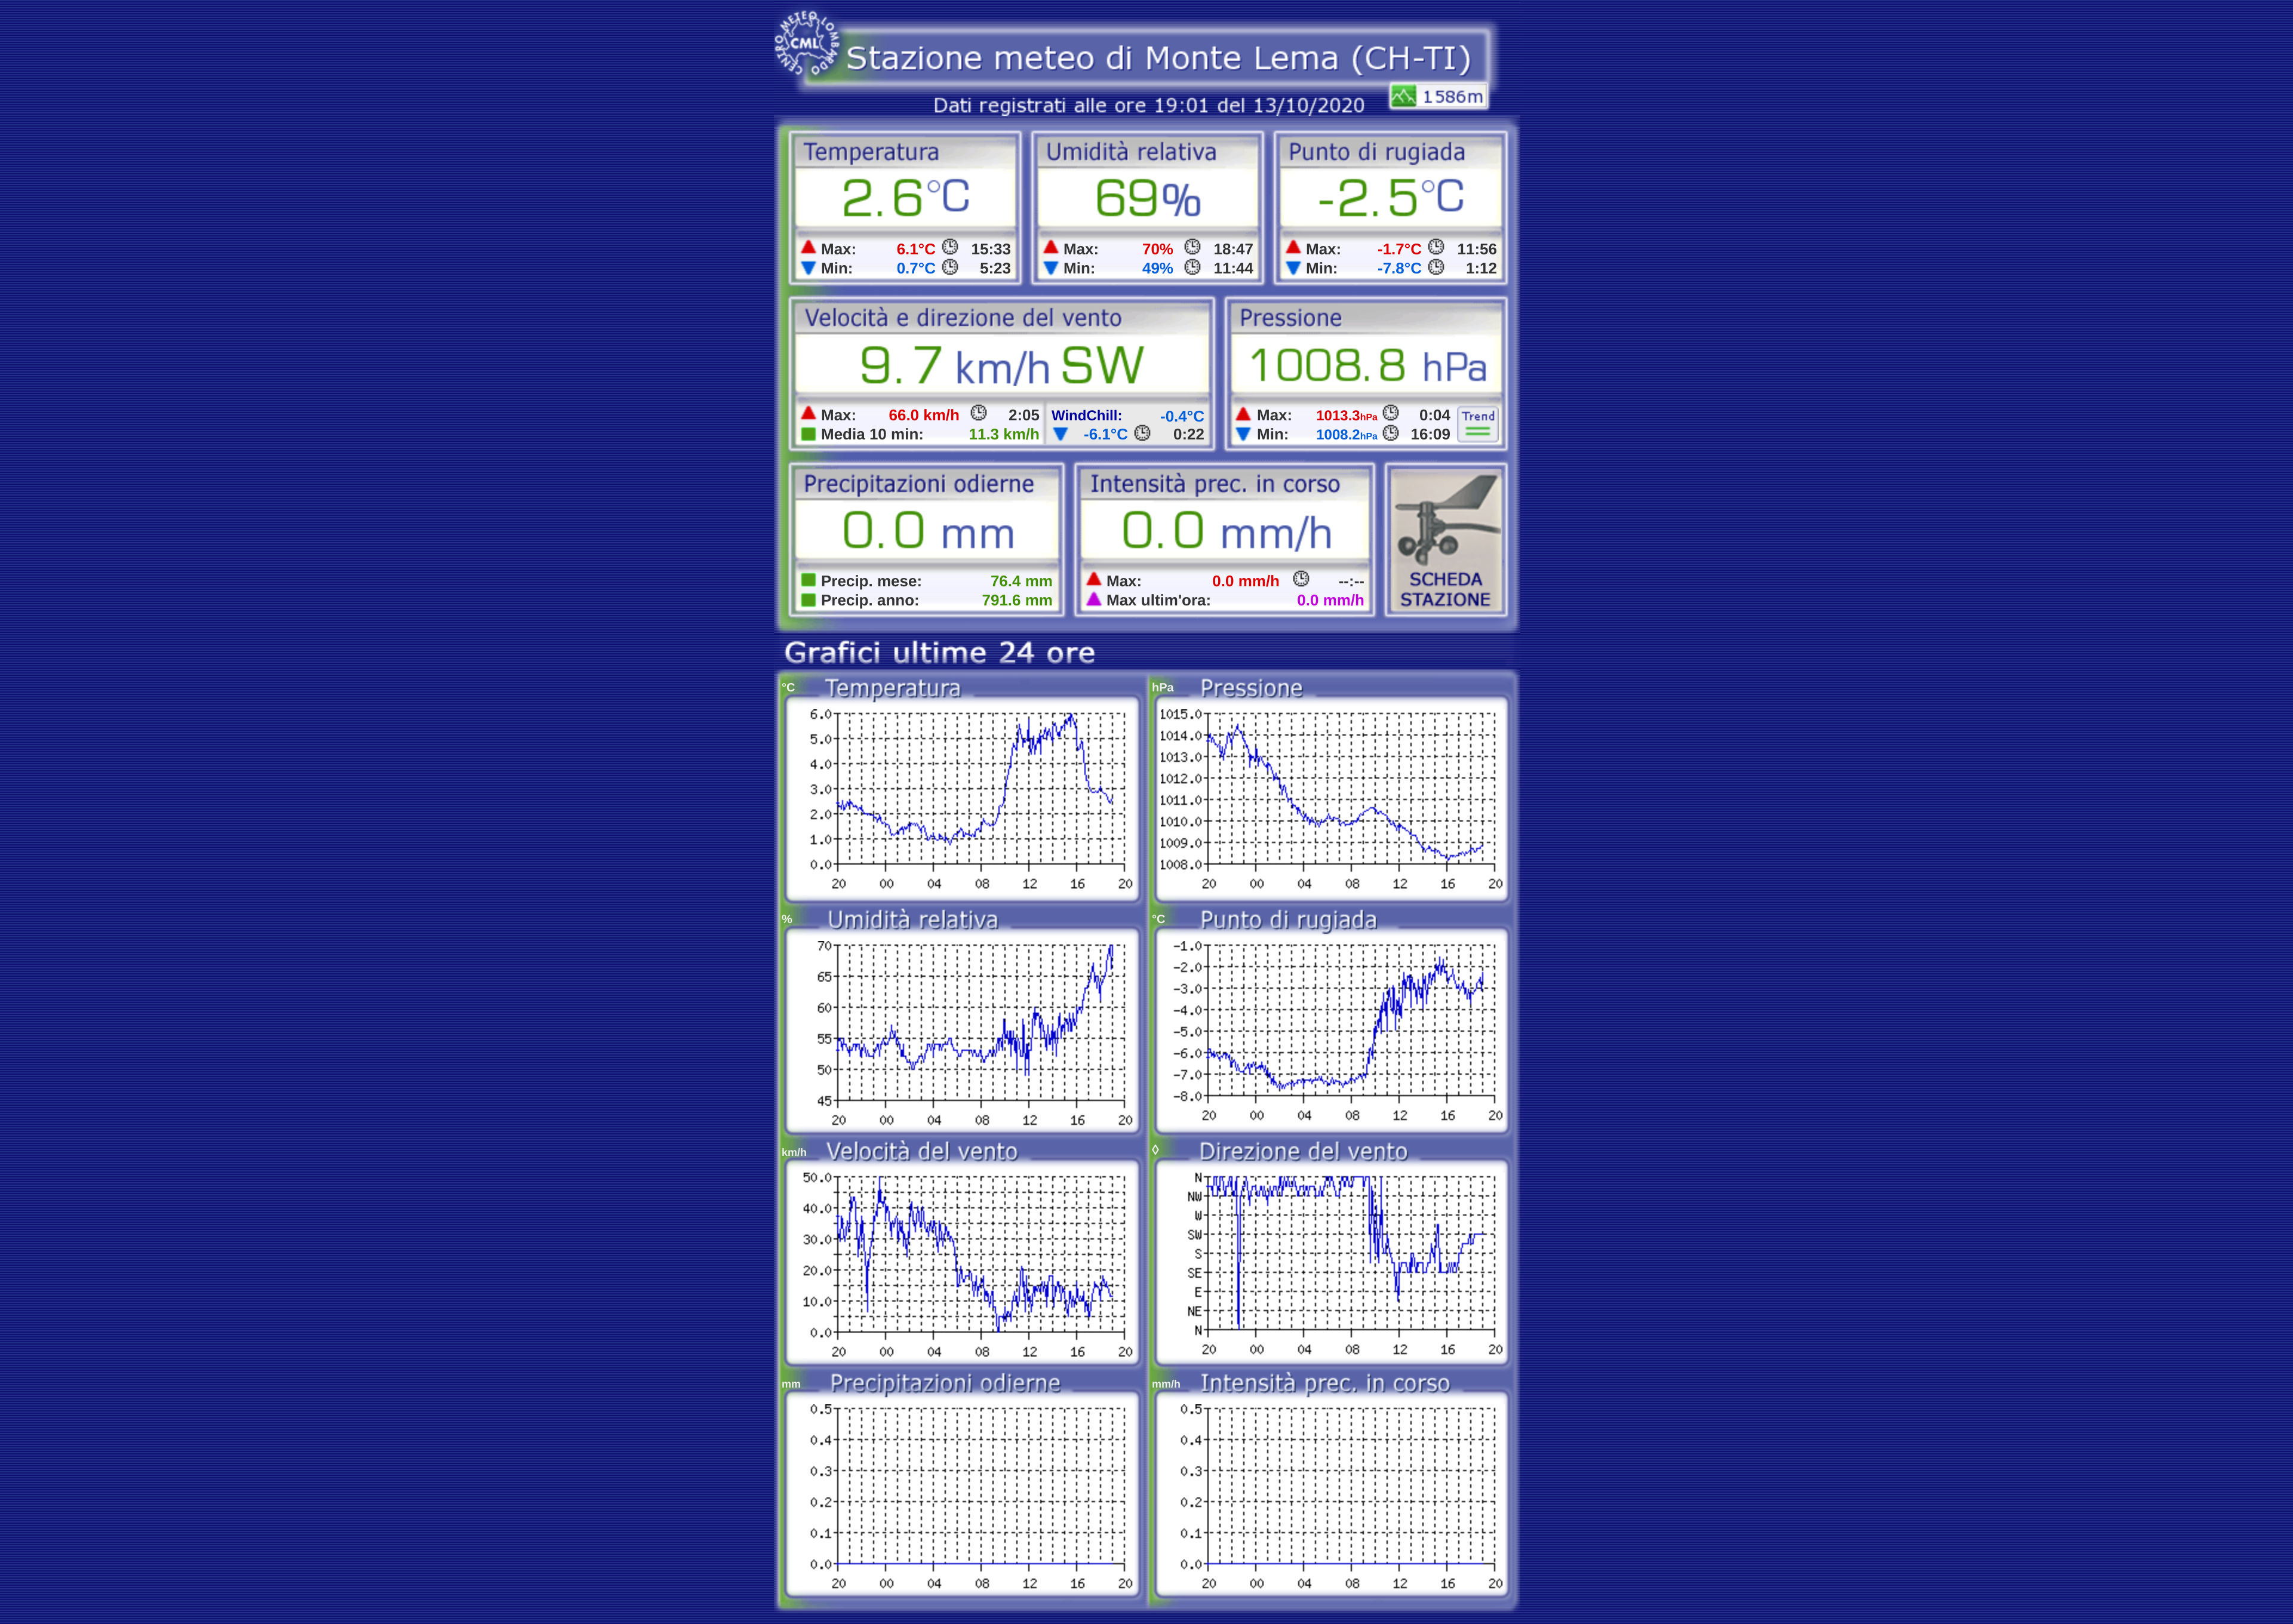 CENTRO METEO LOMBARDO
CML
Stazione meteo di Monte Lema (CH-TI)
1586m
Dati registrati alle ore 19:01 del 13/10/2020
Temperatura
2.6°C
Max: 6.1°C 15:33
Min: 0.7°C 5:23
Umidità relativa
69%
Max: 70% 18:47
Min: 49% 11:44
Punto di rugiada
-2.5°C
Max: -1.7°C 11:56
Min: -7.8°C 1:12
Velocità e direzione del vento
9.7 km/h SW
Max: 66.0 km/h 2:05
Media 10 min: 11.3 km/h
WindChill: -0.4°C
-6.1°C 0:22
Pressione
1008.8 hPa
Max: 1013.3hPa 0:04
Min: 1008.2hPa 16:09
Trend
Precipitazioni odierne
0.0 mm
Precip. mese: 76.4 mm
Precip. anno: 791.6 mm
Intensità prec. in corso
0.0 mm/h
Max: 0.0 mm/h --:--
Max ultim'ora: 0.0 mm/h
SCHEDA
STAZIONE
Grafici ultime 24 ore
°C Temperatura
6.0
5.0
4.0
3.0
2.0
1.0
0.0
20 00 04 08 12 16 20
hPa Pressione
1015.0
1014.0
1013.0
1012.0
1011.0
1010.0
1009.0
1008.0
20 00 04 08 12 16 20
% Umidità relativa
70
65
60
55
50
45
20 00 04 08 12 16 20
°C Punto di rugiada
-1.0
-2.0
-3.0
-4.0
-5.0
-6.0
-7.0
-8.0
20 00 04 08 12 16 20
km/h Velocità del vento
50.0
40.0
30.0
20.0
10.0
0.0
20 00 04 08 12 16 20
◊ Direzione del vento
N
NW
W
SW
S
SE
E
NE
N
20 00 04 08 12 16 20
mm Precipitazioni odierne
0.5
0.4
0.3
0.2
0.1
0.0
20 00 04 08 12 16 20
mm/h Intensità prec. in corso
0.5
0.4
0.3
0.2
0.1
0.0
20 00 04 08 12 16 20